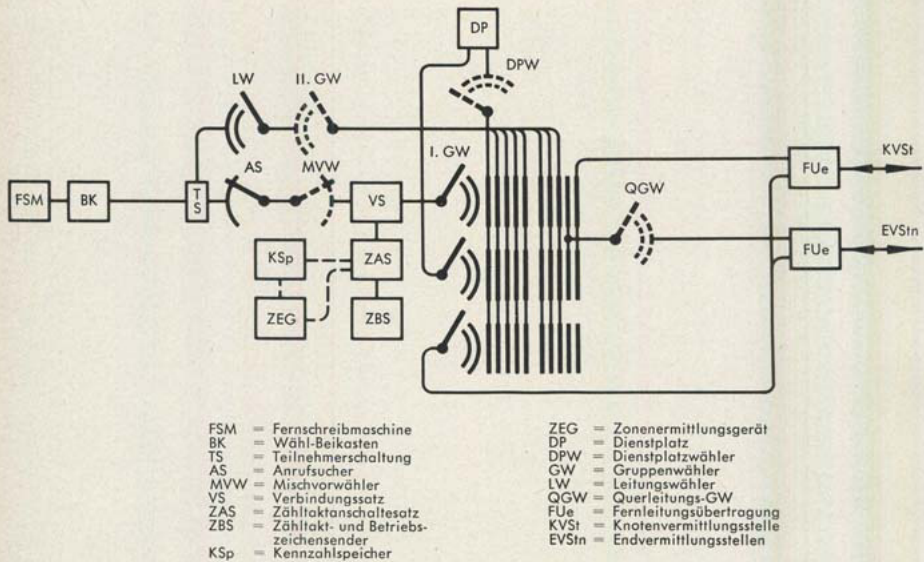 DP
DPW
LW
II. GW
I. GW
AS
MVW
KVSt
FUe
QGW
FSM
BK
TS
VS
EVStn
FUe
KSp
ZAS
ZEG
ZBS
FSM = Fernschreibmaschine
BK = Wähl-Beikasten
TS = Teilnehmerschaltung
AS = Anrufsucher
MVW = Mischvorwähler
VS = Verbindungssatz
ZAS = Zähltaktanschaltesatz
ZBS = Zähltakt- und Betriebs-
zeichensender
KSp = Kennzahlspeicher
ZEG = Zonenermittlungsgerät
DP = Dienstplatz
DPW = Dienstplatzwähler
GW = Gruppenwähler
LW = Leitungswähler
QGW = Querleitungs-GW
FUe = Fernleitungsübertragung
KVSt = Knotenvermittlungsstelle
EVStn = Endvermittlungsstellen